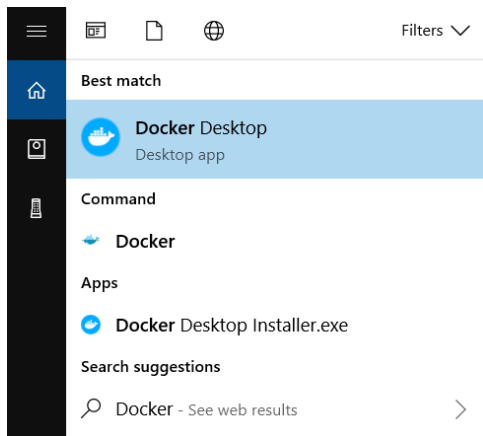 Filters
Best match
Docker Desktop
Desktop app
Command
Docker
Apps
Docker Desktop Installer.exe
Search suggestions
Docker - See web results